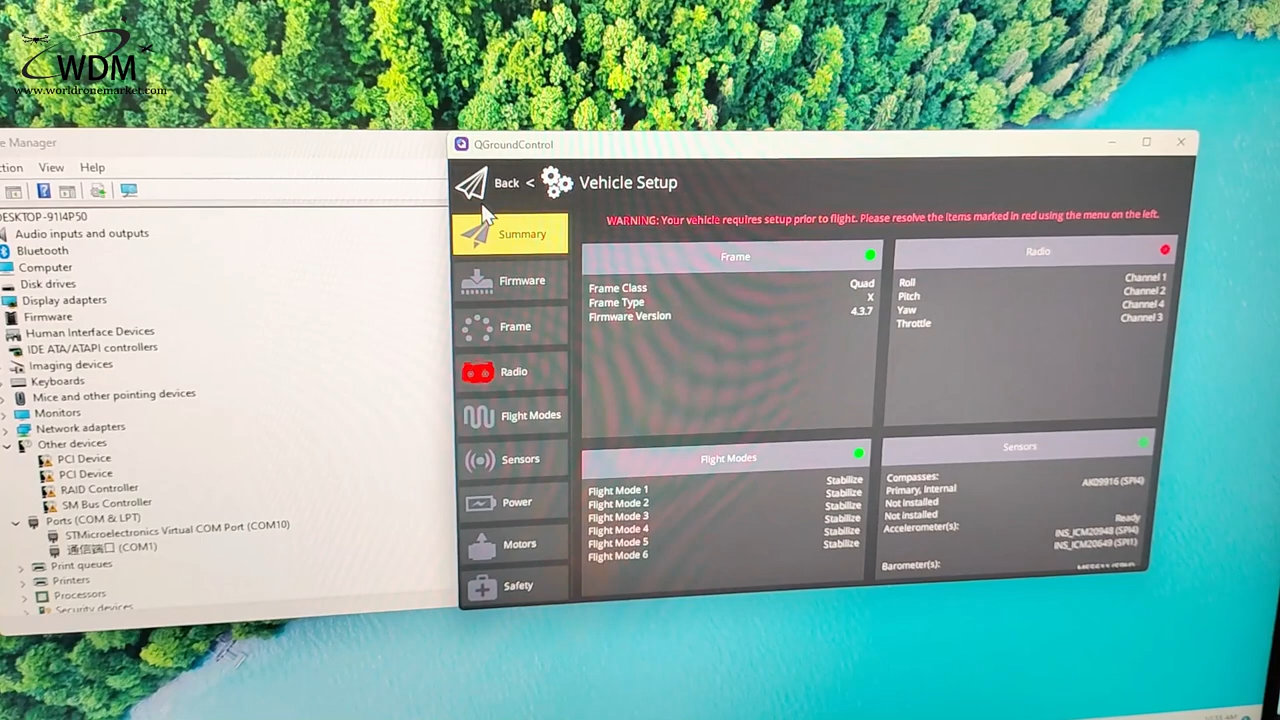 WDM
www.worldronemarket.com
e Manager
ction View Help
DESKTOP-91I4P50
Audio inputs and outputs
Bluetooth
Computer
Disk drives
Display adapters
Firmware
Human Interface Devices
IDE ATA/ATAPI controllers
Imaging devices
Keyboards
Mice and other pointing devices
Monitors
Network adapters
Other devices
PCI Device
PCI Device
RAID Controller
SM Bus Controller
Ports (COM & LPT)
STMicroelectronics Virtual COM Port (COM10)
通信端口 (COM1)
Print queues
Printers
Processors
Security devices
QGroundControl
Back < Vehicle Setup
WARNING: Your vehicle requires setup prior to flight. Please resolve the items marked in red using the menu on the left.
Summary
Firmware
Frame
Radio
Flight Modes
Sensors
Power
Motors
Safety
Frame
Frame Class Quad
Frame Type X
Firmware Version 4.3.7
Radio
Roll Channel 1
Pitch Channel 2
Yaw Channel 4
Throttle Channel 3
Flight Modes
Flight Mode 1 Stabilize
Flight Mode 2 Stabilize
Flight Mode 3 Stabilize
Flight Mode 4 Stabilize
Flight Mode 5 Stabilize
Flight Mode 6 Stabilize
Sensors
Compasses:
Primary, Internal AK09916 (SPI4)
Not installed
Not installed
Accelerometer(s): Ready
INS_ICM20948 (SPI4)
INS_ICM20649 (SPI1)
Barometer(s):